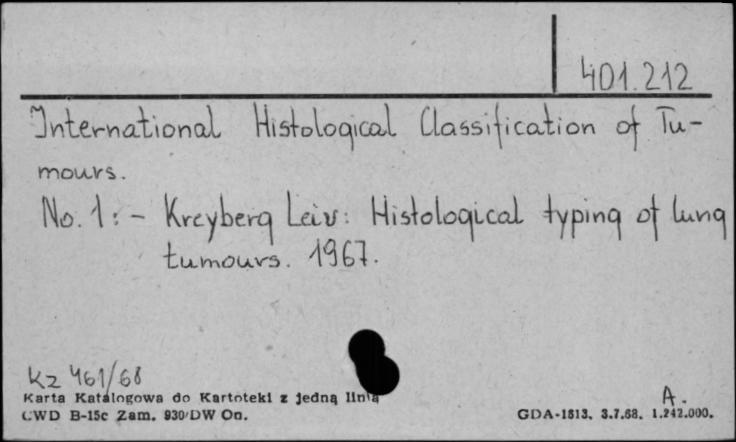 401.212
International Histological Classification of Tu-
mours.
No. 1: - Kreyberg Leiv: Histological typing of lung
tumours. 1967.
Kz 461/68
A.
Karta Katalogowa do Kartoteki z jedną linią
CWD B-15c Zam. 930/DW On.
GDA-1813. 3.7.68. 1.242.000.